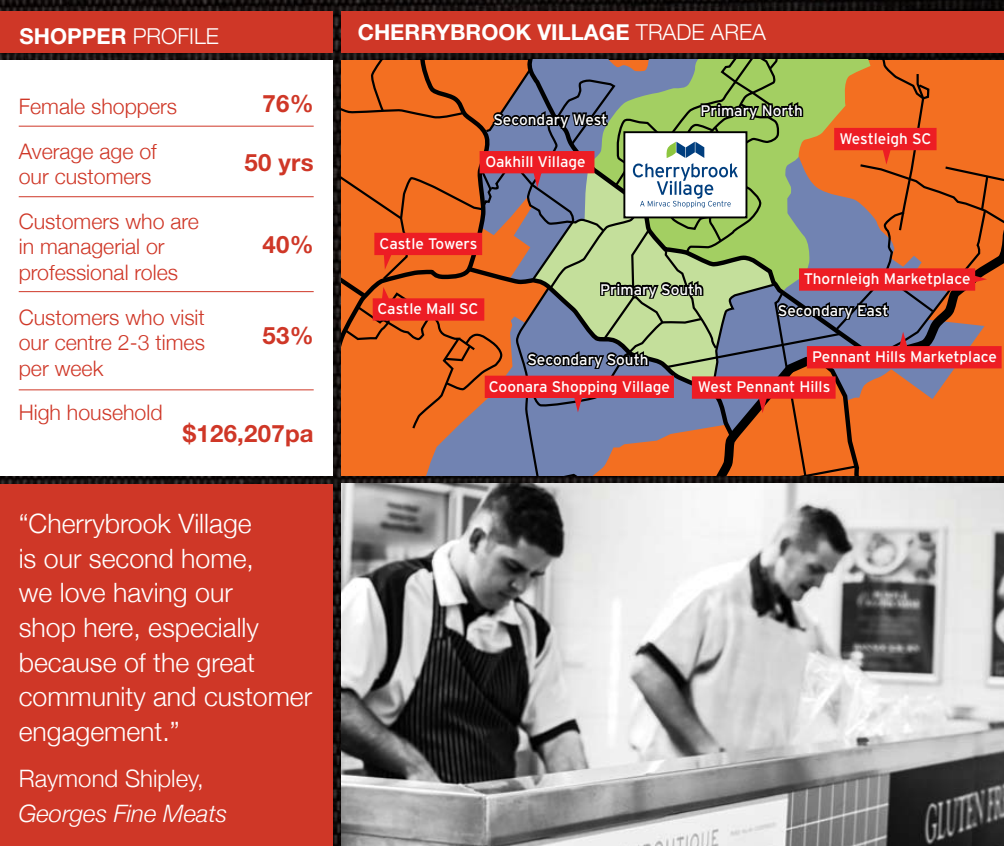 SHOPPER PROFILE
Female shoppers 76%
Average age of
our customers 50 yrs
Customers who are
in managerial or
professional roles 40%
Customers who visit
our centre 2-3 times
per week 53%
High household
$126,207pa
CHERRYBROOK VILLAGE TRADE AREA
Primary North
Secondary West
Westleigh SC
Oakhill Village
Cherrybrook
Village
A Mirvac Shopping Centre
Castle Towers
Thornleigh Marketplace
Primary South
Castle Mall SC
Secondary East
Secondary South
Pennant Hills Marketplace
Coonara Shopping Village
West Pennant Hills
“Cherrybrook Village
is our second home,
we love having our
shop here, especially
because of the great
community and customer
engagement.”
Raymond Shipley,
Georges Fine Meats
GLUTEN